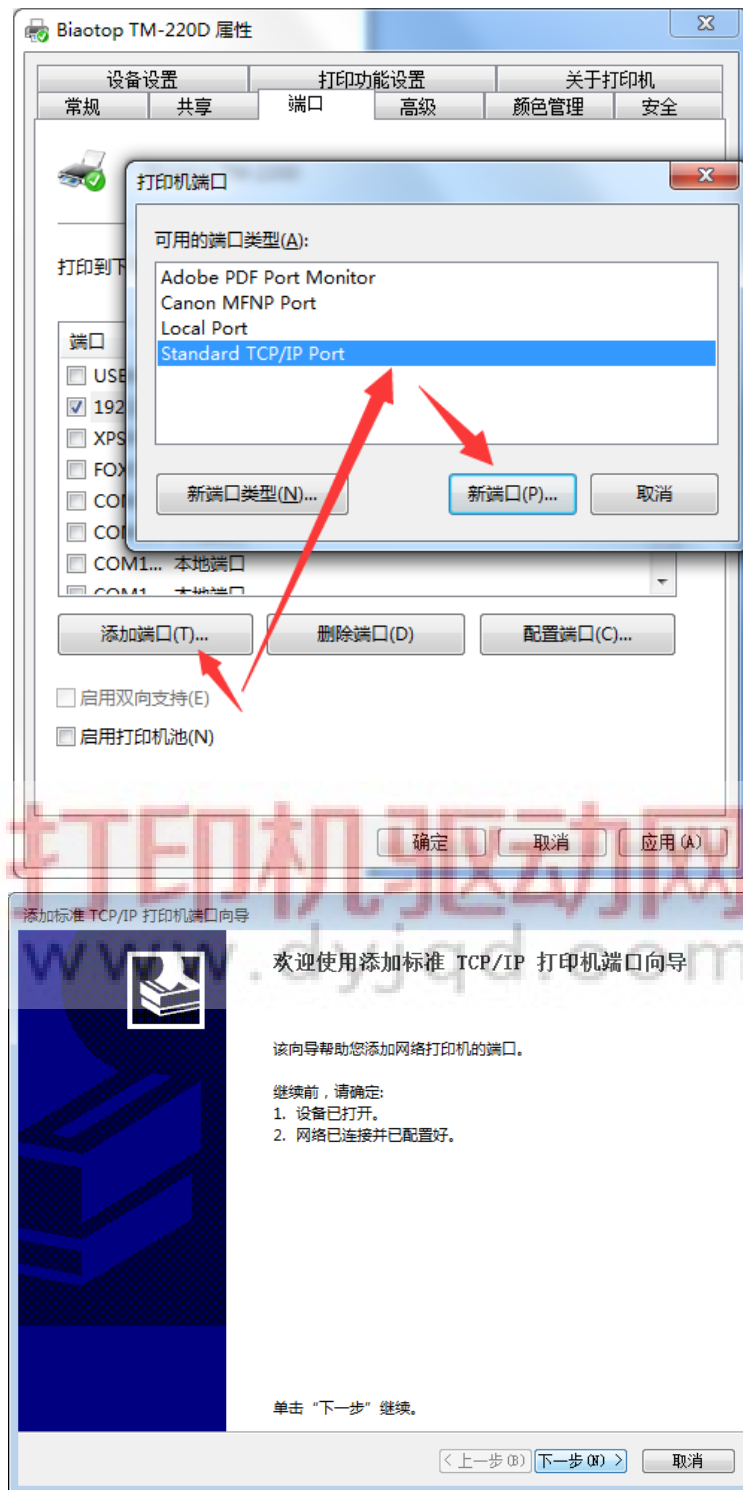 Biaotop TM-220D 属性
设备设置 打印功能设置 关于打印机
常规 共享 端口 高级 颜色管理 安全
打印机端口
可用的端口类型(A):
打印到下
Adobe PDF Port Monitor
Canon MFNP Port
Local Port
Standard TCP/IP Port
端口
USB
192
XPS
FOX
COM
COM
新端口类型(N)... 新端口(P)... 取消
COM1... 本地端口
COM1 本地端口
添加端口(T)... 删除端口(D) 配置端口(C)...
启用双向支持(E)
启用打印机池(N)
打印机驱动网
确定 取消 应用(A)
添加标准 TCP/IP 打印机端口向导
www.dyjqd.com
欢迎使用添加标准 TCP/IP 打印机端口向导
该向导帮助您添加网络打印机的端口。
继续前，请确定:
1. 设备已打开。
2. 网络已连接并已配置好。
单击“下一步”继续。
< 上一步(B) 下一步(N) > 取消